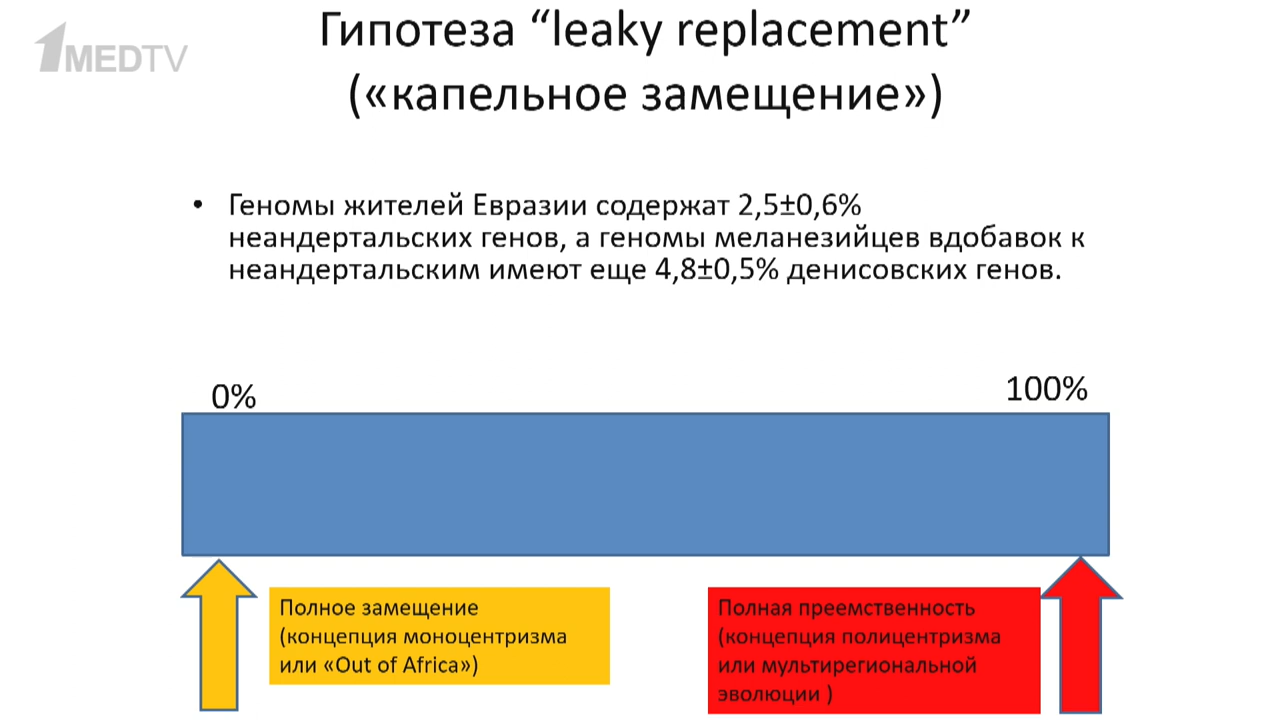 1MEDTV
Гипотеза “leaky replacement”
(«капельное замещение»)
• Геномы жителей Евразии содержат 2,5±0,6%
неандертальских генов, а геномы меланезийцев вдобавок к
неандертальским имеют еще 4,8±0,5% денисовских генов.
0%
100%
Полное замещение
(концепция моноцентризма
или «Out of Africa»)
Полная преемственность
(концепция полицентризма
или мультирегиональной
эволюции )